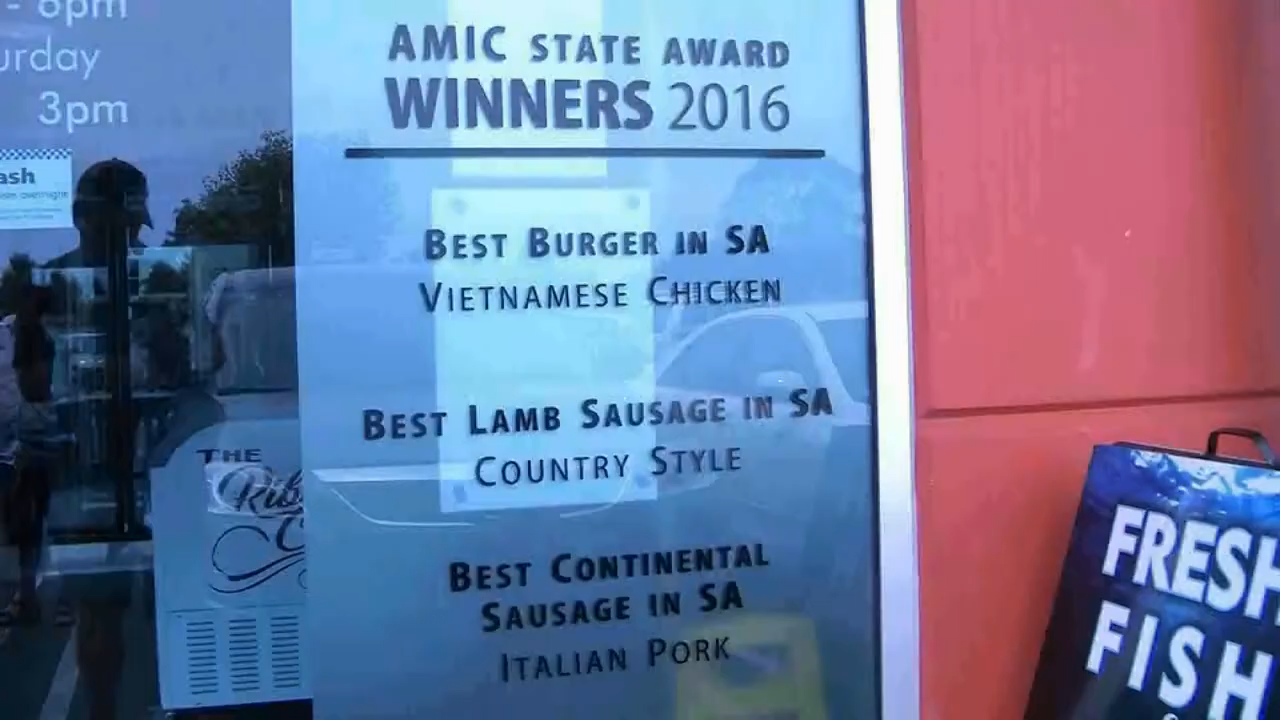 - 6pm
urday
3pm
ash
AMIC STATE AWARD
WINNERS 2016
BEST BURGER IN SA
VIETNAMESE CHICKEN
BEST LAMB SAUSAGE IN SA
COUNTRY STYLE
BEST CONTINENTAL
SAUSAGE IN SA
ITALIAN PORK
THE
Rib
C
FRESH
FISH